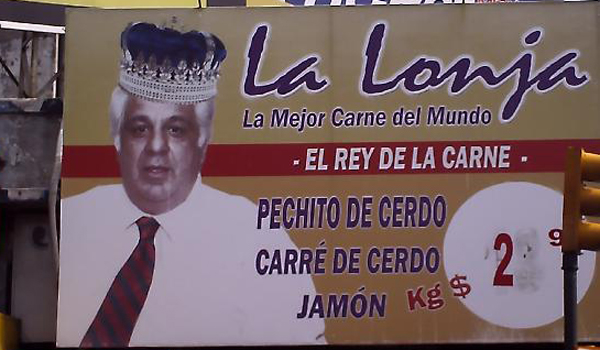 La Lonja
La Mejor Carne del Mundo
- EL REY DE LA CARNE -
PECHITO DE CERDO
CARRÉ DE CERDO
JAMÓN Kg $ 2 9